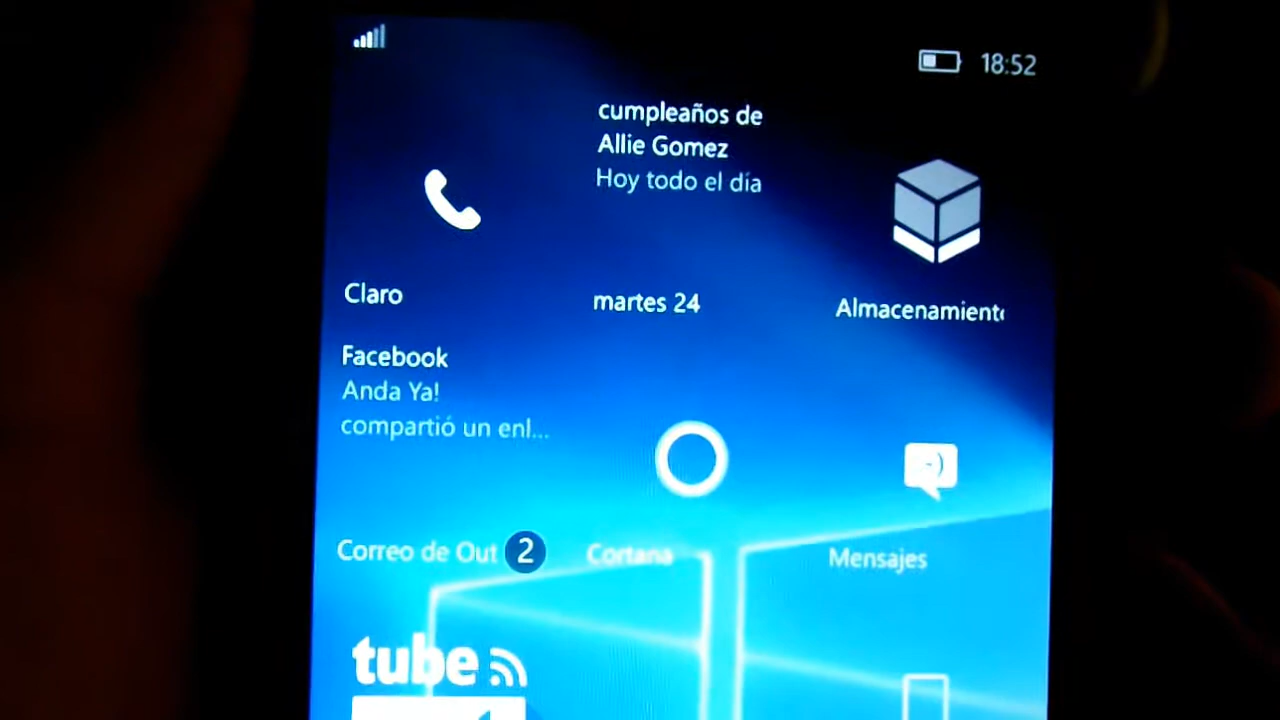 18:52
cumpleaños de
Allie Gomez
Hoy todo el día
Claro
martes 24
Almacenamient
Facebook
Anda Ya!
compartió un enl...
Correo de Out 2
Cortana
Mensajes
tube